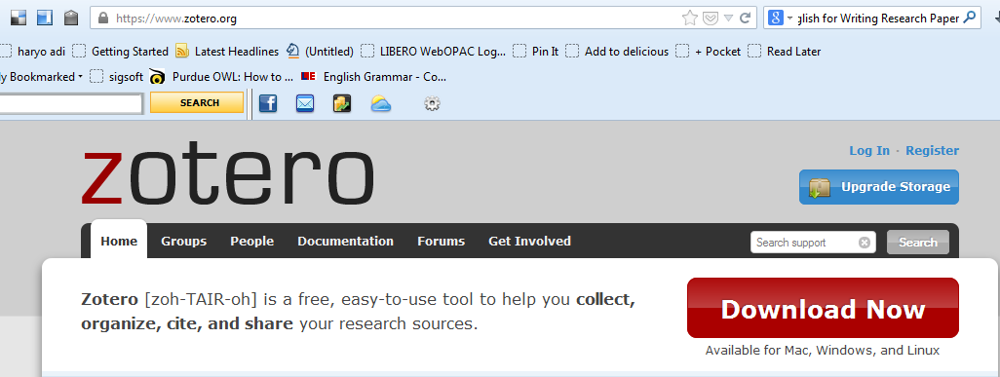 https://www.zotero.org
glish for Writing Research Paper
haryo adi Getting Started Latest Headlines (Untitled) LIBERO WebOPAC Log... Pin It Add to delicious + Pocket Read Later
ly Bookmarked sigsoft Purdue OWL: How to ... English Grammar - Co...
SEARCH
zotero
Log In · Register
Upgrade Storage
Home Groups People Documentation Forums Get Involved
Search support Search
Zotero [zoh-TAIR-oh] is a free, easy-to-use tool to help you collect,
organize, cite, and share your research sources.
Download Now
Available for Mac, Windows, and Linux